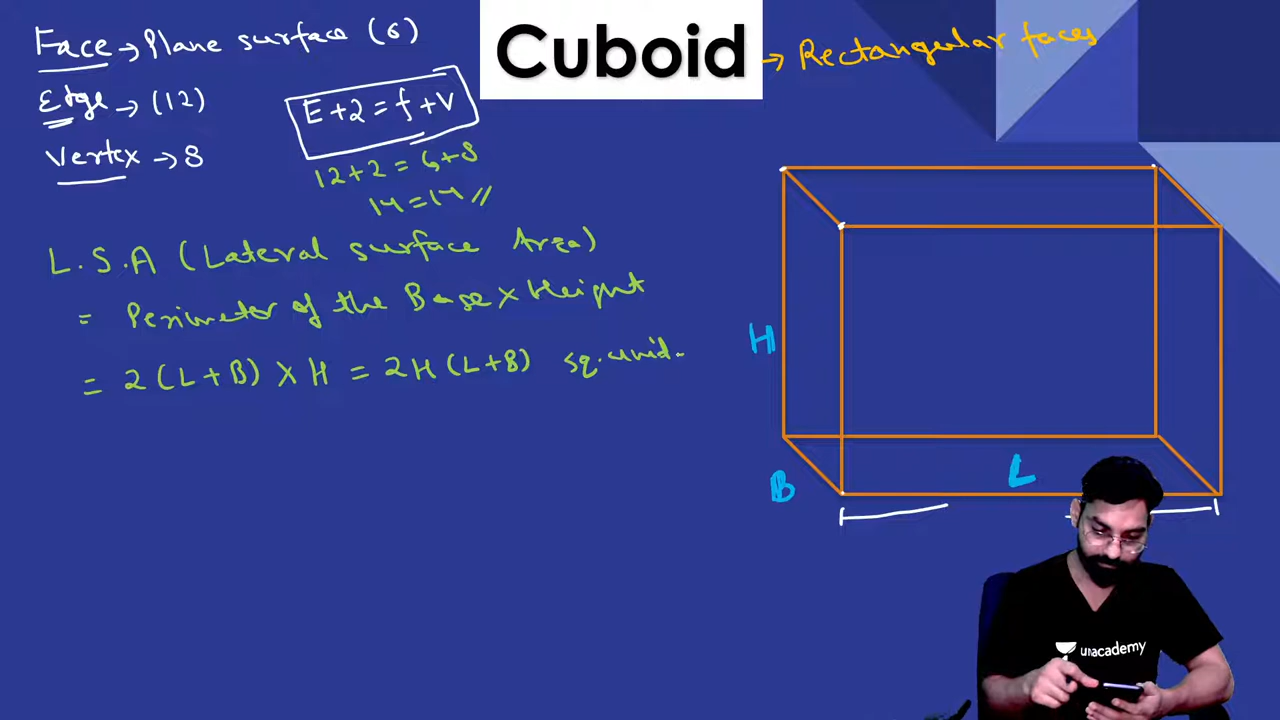 Cuboid
→ Rectangular faces
Face → Plane surface (6)
Edge → (12)
Vertex → 8
E+2 = f+V
12+2 = 6+8
14 = 14 //
L.S.A (Lateral surface Area)
= Perimeter of the Base × Height
= 2(L+B) × H = 2H(L+B) sq.unid.
H
B
L
unacademy